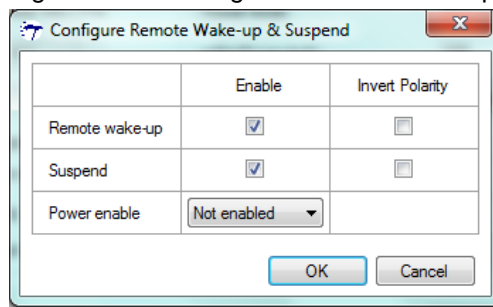 Configure Remote Wake-up & Suspend
Enable Invert Polarity
Remote wake-up
Suspend
Power enable Not enabled
OK Cancel